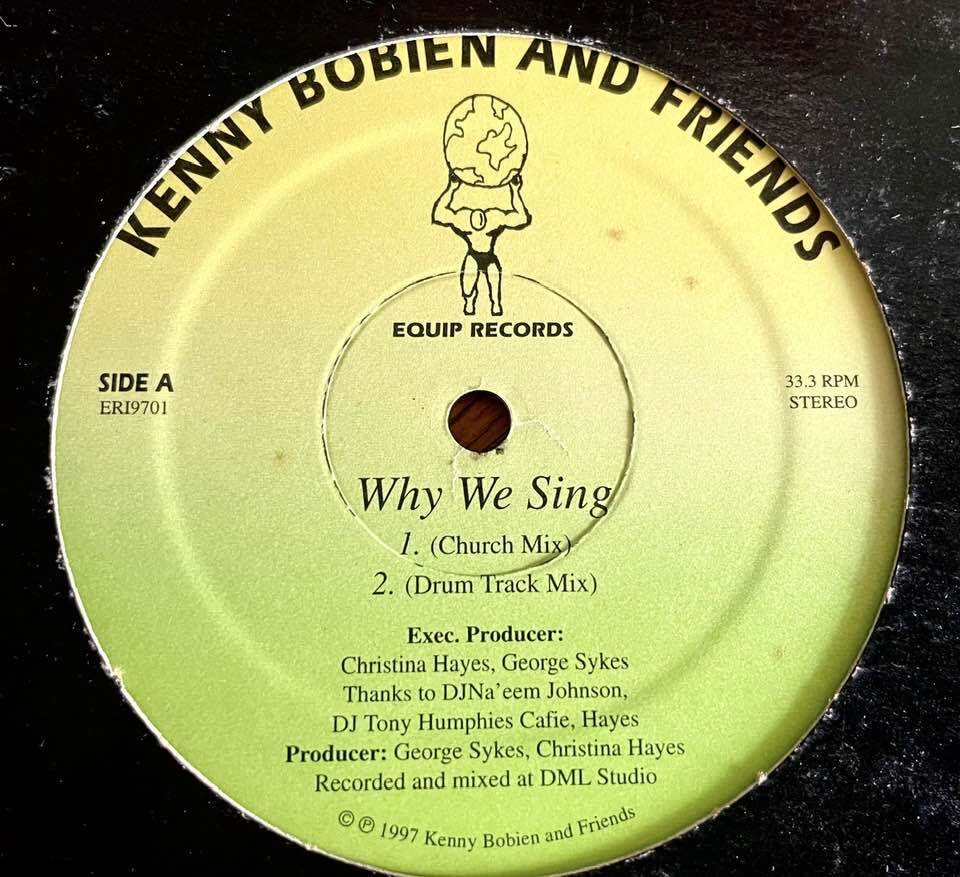 KENNY BOBIEN AND FRIENDS
EQUIP RECORDS
SIDE A
ERI9701
33.3 RPM
STEREO
Why We Sing
1. (Church Mix)
2. (Drum Track Mix)
Exec. Producer:
Christina Hayes, George Sykes
Thanks to DJNa'eem Johnson,
DJ Tony Humphies Cafie, Hayes
Producer: George Sykes, Christina Hayes
Recorded and mixed at DML Studio
© ℗ 1997 Kenny Bobien and Friends